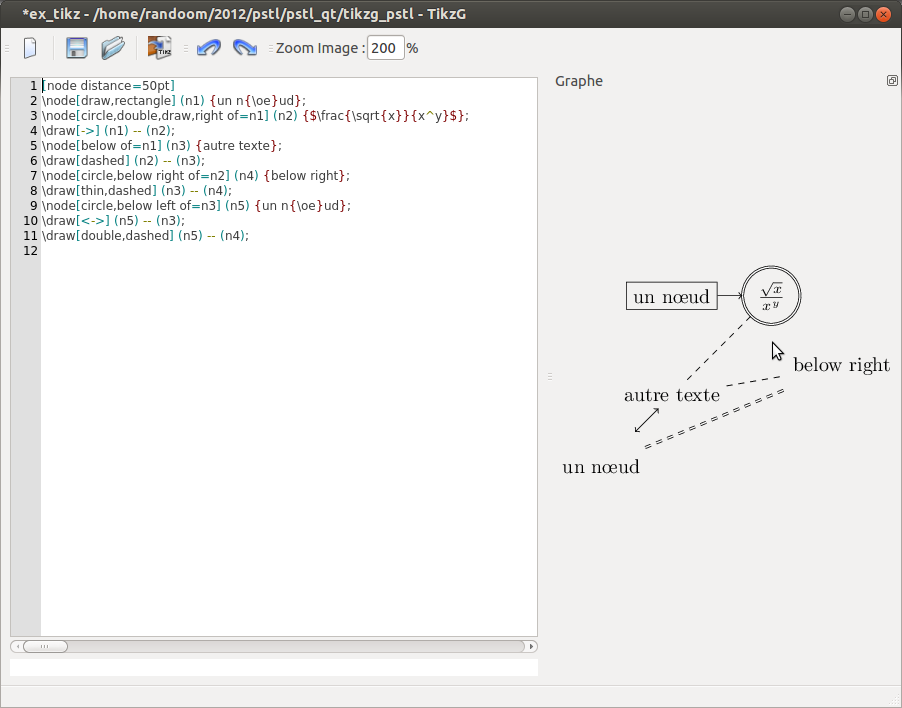 *ex_tikz - /home/randoom/2012/pstl/pstl_qt/tikzg_pstl - TikzG
TikZ Zoom Image : 200 %
Graphe
1 [node distance=50pt]
2 \node[draw,rectangle] (n1) {un n{\oe}ud};
3 \node[circle,double,draw,right of=n1] (n2) {$\frac{\sqrt{x}}{x^y}$};
4 \draw[->] (n1) -- (n2);
5 \node[below of=n1] (n3) {autre texte};
6 \draw[dashed] (n2) -- (n3);
7 \node[circle,below right of=n2] (n4) {below right};
8 \draw[thin,dashed] (n3) -- (n4);
9 \node[circle,below left of=n3] (n5) {un n{\oe}ud};
10 \draw[<->] (n5) -- (n3);
11 \draw[double,dashed] (n5) -- (n4);
12
un nœud
√x
x^y
below right
autre texte
un nœud